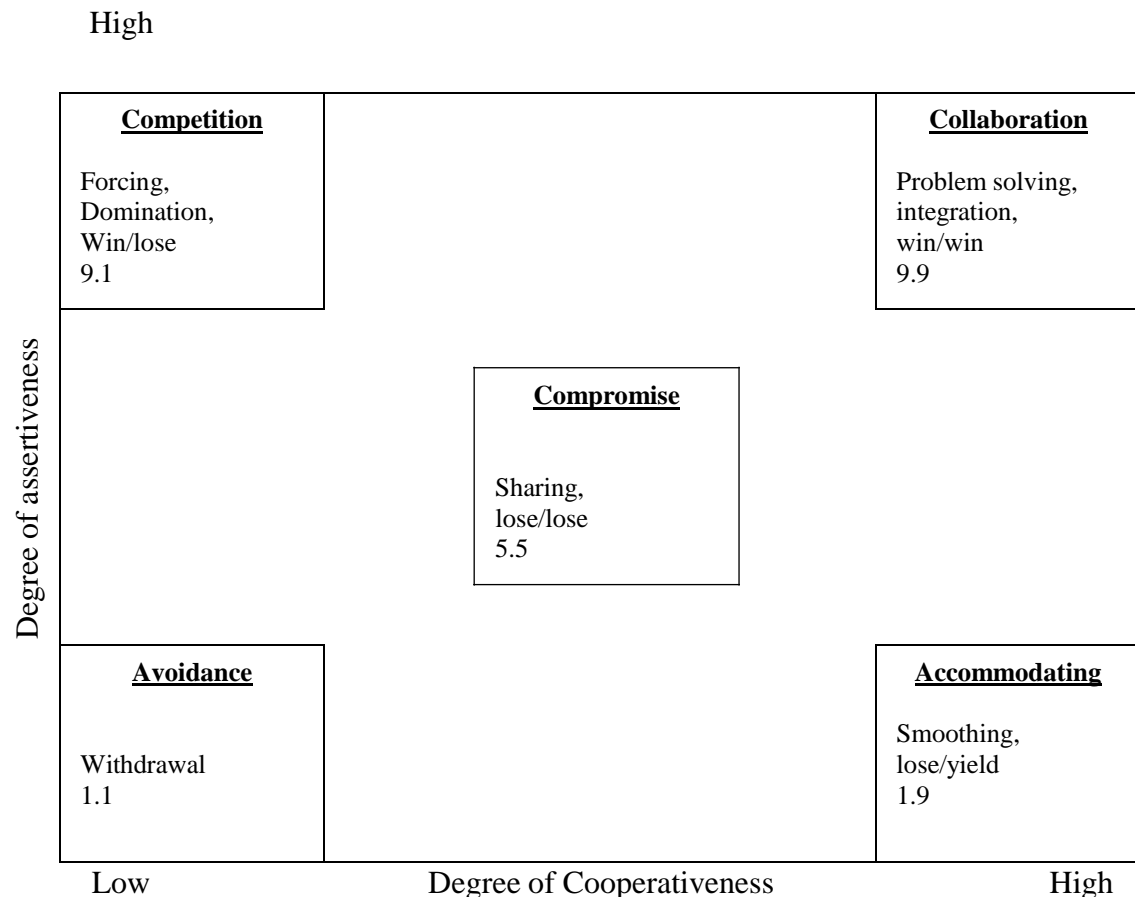 High
Competition
Forcing,
Domination,
Win/lose
9.1
Collaboration
Problem solving,
integration,
win/win
9.9
Degree of assertiveness
Compromise
Sharing,
lose/lose
5.5
Avoidance
Withdrawal
1.1
Accommodating
Smoothing,
lose/yield
1.9
Low
Degree of Cooperativeness
High